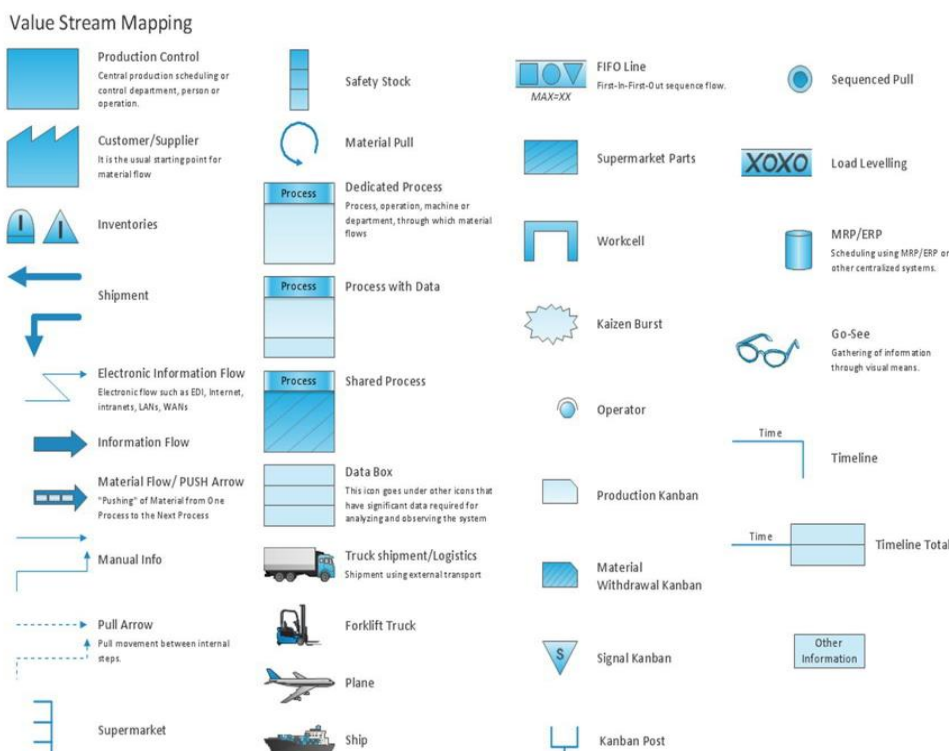 Value Stream Mapping
Production Control
Central production scheduling or
control department, person or
operation.
Customer/Supplier
It is the usual starting point for
material flow
I I
Inventories
Shipment
Electronic Information Flow
Electronic flow such as EDI, Internet,
intranets, LANs, WANs
Information Flow
Material Flow/ PUSH Arrow
"Pushing" of Material from One
Process to the Next Process
Manual Info
Pull Arrow
Pull movement between internal
steps.
Supermarket
Safety Stock
Material Pull
Process
Dedicated Process
Process, operation, machine or
department, through which material
flows
Process
Process with Data
Process
Shared Process
Data Box
This icon goes under other icons that
have significant data required for
analyzing and observing the system
Truck shipment/Logistics
Shipment using external transport
Forklift Truck
Plane
Ship
MAX=XX
FIFO Line
First-In-First-Out sequence flow.
Supermarket Parts
Workcell
Kaizen Burst
Operator
Production Kanban
Material
Withdrawal Kanban
S
Signal Kanban
Kanban Post
Sequenced Pull
XOXO
Load Levelling
MRP/ERP
Scheduling using MRP/ERP or
other centralized systems.
Go-See
Gathering of information
through visual means.
Time
Timeline
Time
Timeline Total
Other
Information